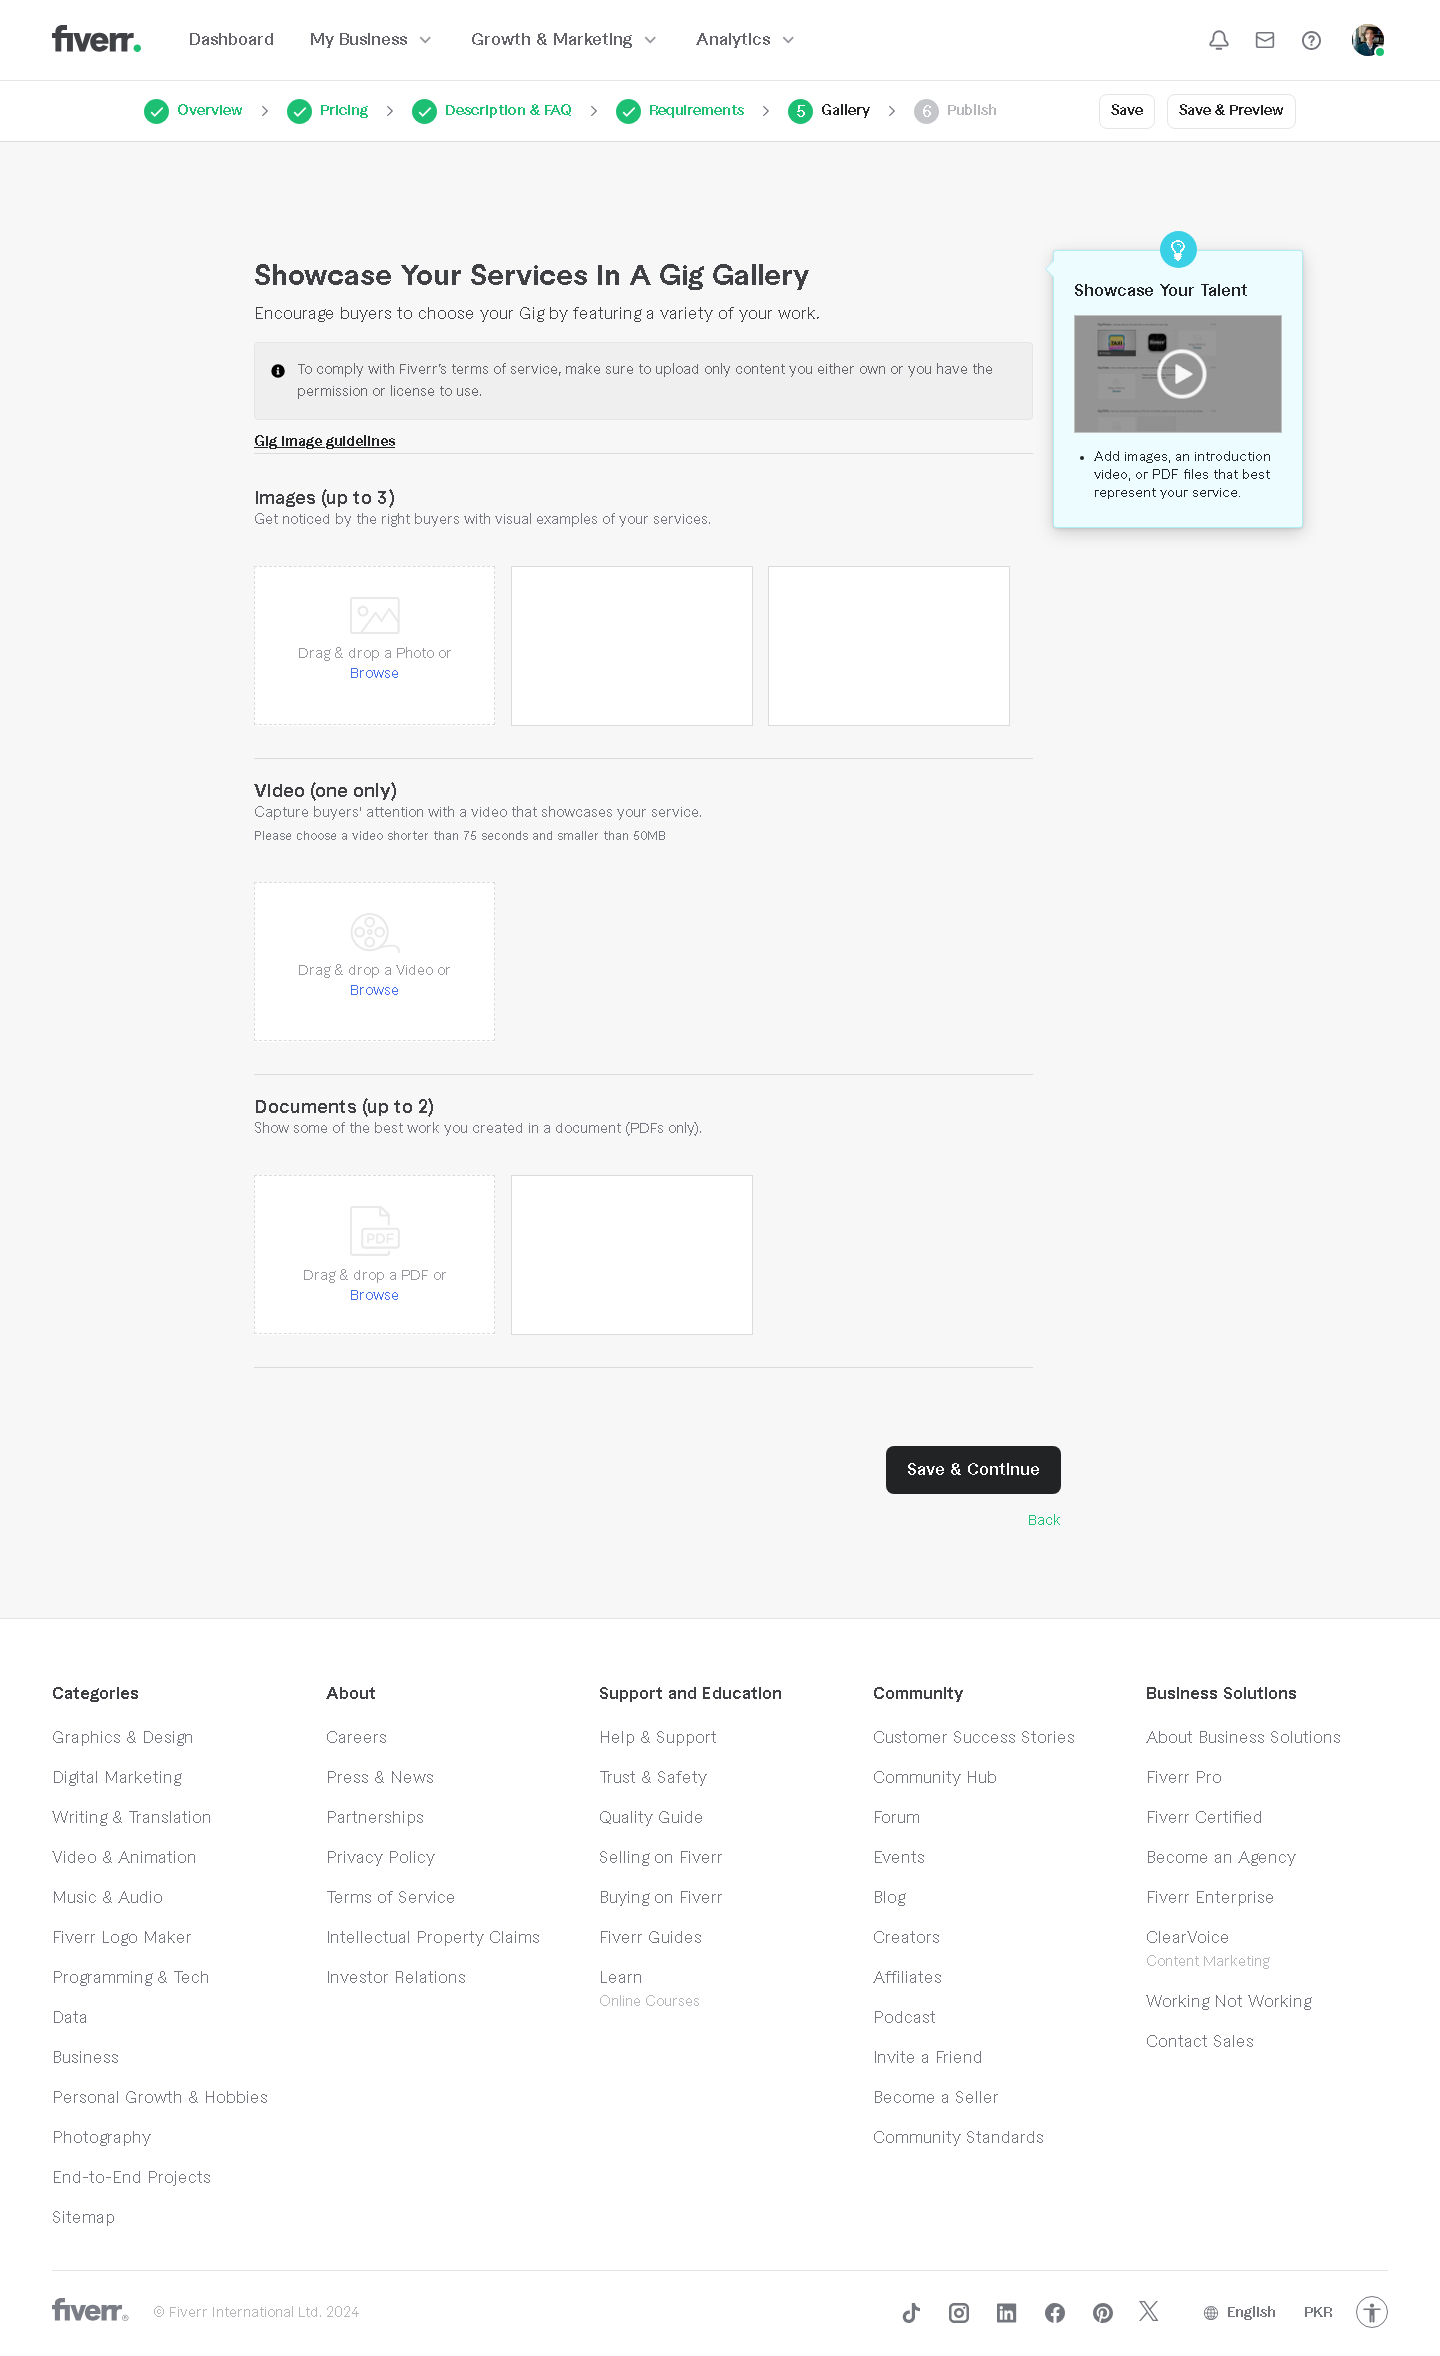 fiverr.
Dashboard
My Business
Growth & Marketing
Analytics
Overview
Pricing
Description & FAQ
Requirements
5 Gallery
6 Publish
Save
Save & Preview
Showcase Your Services In A Gig Gallery
Encourage buyers to choose your Gig by featuring a variety of your work.
To comply with Fiverr's terms of service, make sure to upload only content you either own or you have the
permission or license to use.
Gig image guidelines
Showcase Your Talent
TAXI
Add images, an introduction
video, or PDF files that best
represent your service.
Images (up to 3)
Get noticed by the right buyers with visual examples of your services.
Drag & drop a Photo or
Browse
Video (one only)
Capture buyers' attention with a video that showcases your service.
Please choose a video shorter than 75 seconds and smaller than 50MB
Drag & drop a Video or
Browse
Documents (up to 2)
Show some of the best work you created in a document (PDFs only).
PDF
Drag & drop a PDF or
Browse
Save & Continue
Back
Categories
Graphics & Design
Digital Marketing
Writing & Translation
Video & Animation
Music & Audio
Fiverr Logo Maker
Programming & Tech
Data
Business
Personal Growth & Hobbies
Photography
End-to-End Projects
Sitemap
About
Careers
Press & News
Partnerships
Privacy Policy
Terms of Service
Intellectual Property Claims
Investor Relations
Support and Education
Help & Support
Trust & Safety
Quality Guide
Selling on Fiverr
Buying on Fiverr
Fiverr Guides
Learn
Online Courses
Community
Customer Success Stories
Community Hub
Forum
Events
Blog
Creators
Affiliates
Podcast
Invite a Friend
Become a Seller
Community Standards
Business Solutions
About Business Solutions
Fiverr Pro
Fiverr Certified
Become an Agency
Fiverr Enterprise
ClearVoice
Content Marketing
Working Not Working
Contact Sales
fiverr®
© Fiverr International Ltd. 2024
English
PKR